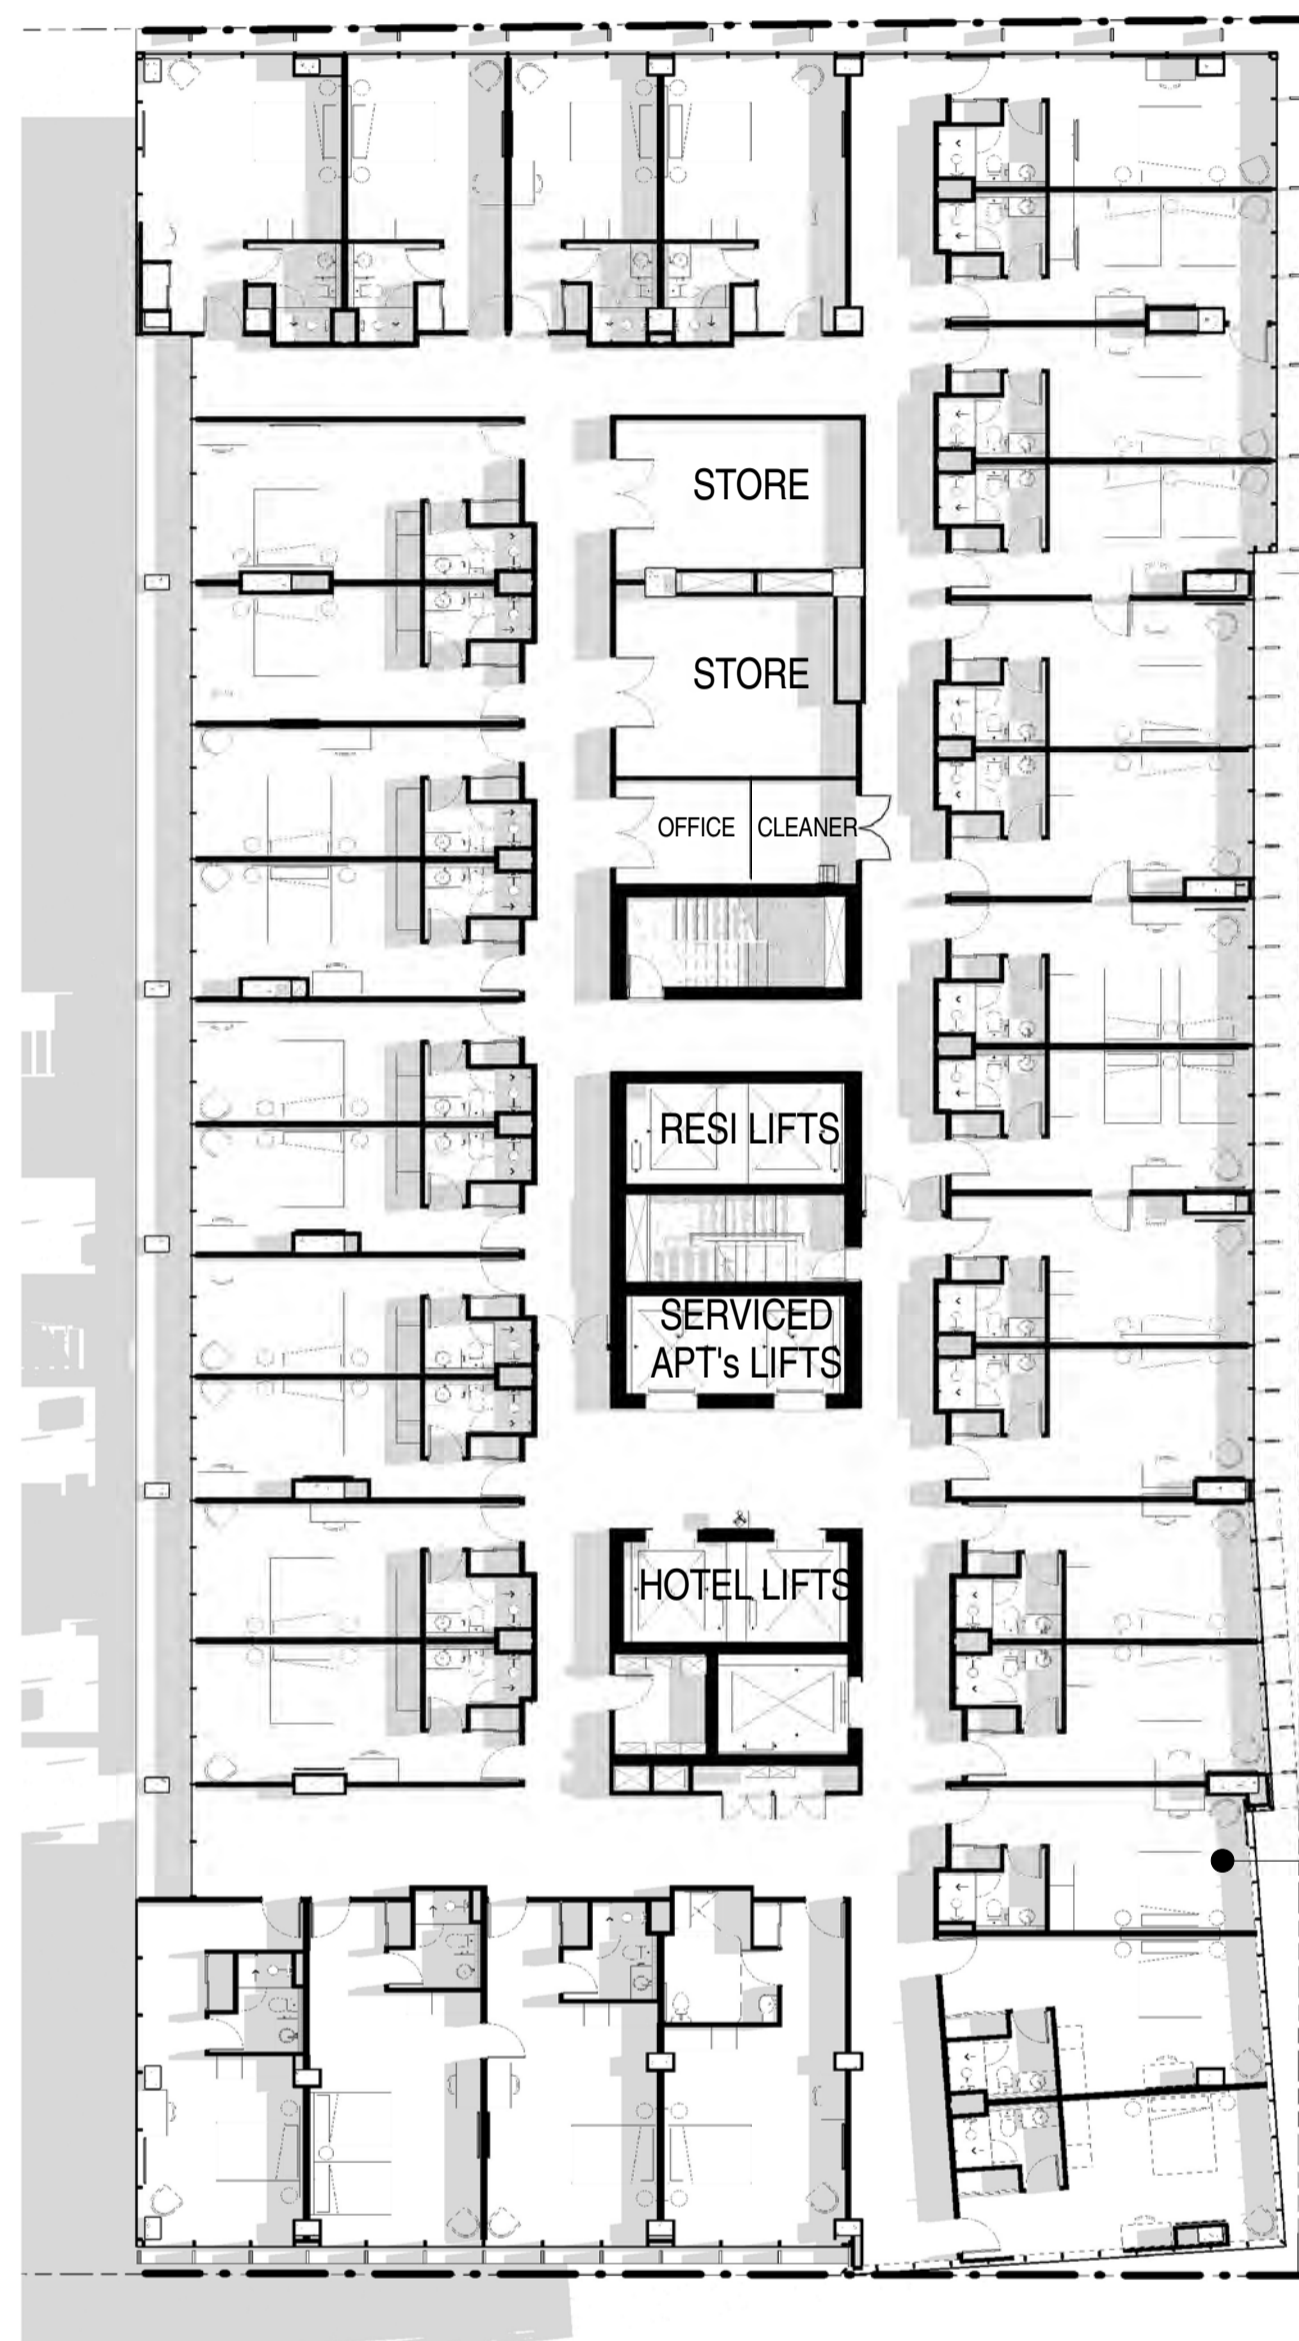 STORE
STORE
OFFICE
CLEANER
RESI LIFTS
SERVICED
APT's LIFTS
HOTEL LIFTS